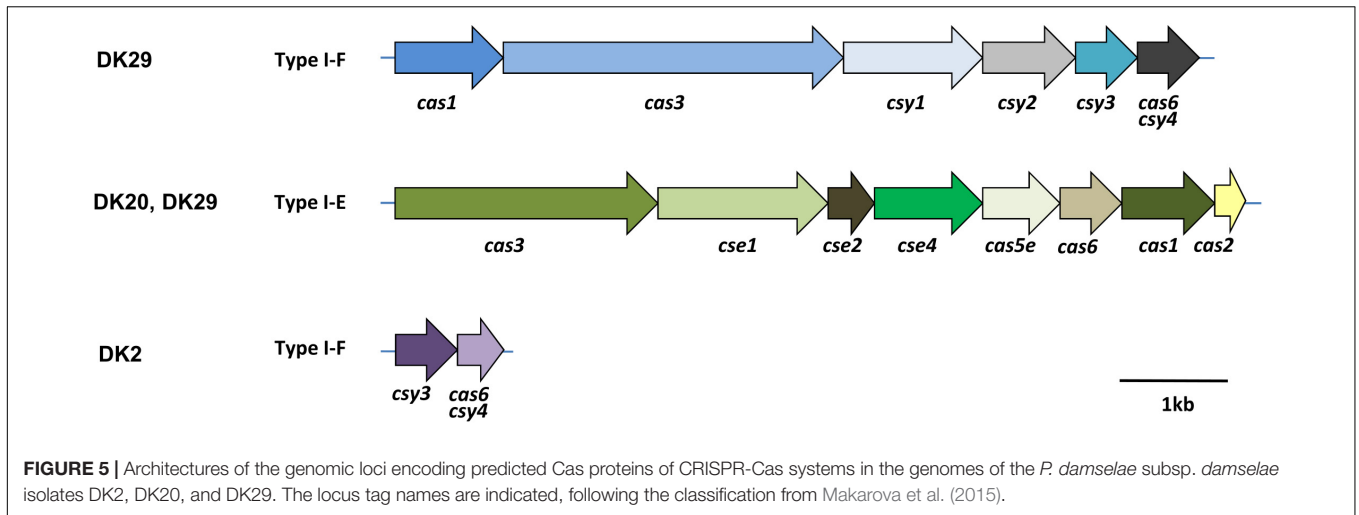 DK29 Type I-F
cas1 cas3 csy1 csy2 csy3 cas6
csy4
DK20, DK29 Type I-E
cas3 cse1 cse2 cse4 cas5e cas6 cas1 cas2
DK2 Type I-F
csy3 cas6
csy4
1kb
FIGURE 5 | Architectures of the genomic loci encoding predicted Cas proteins of CRISPR-Cas systems in the genomes of the P. damselae subsp. damselae
isolates DK2, DK20, and DK29. The locus tag names are indicated, following the classification from Makarova et al. (2015).